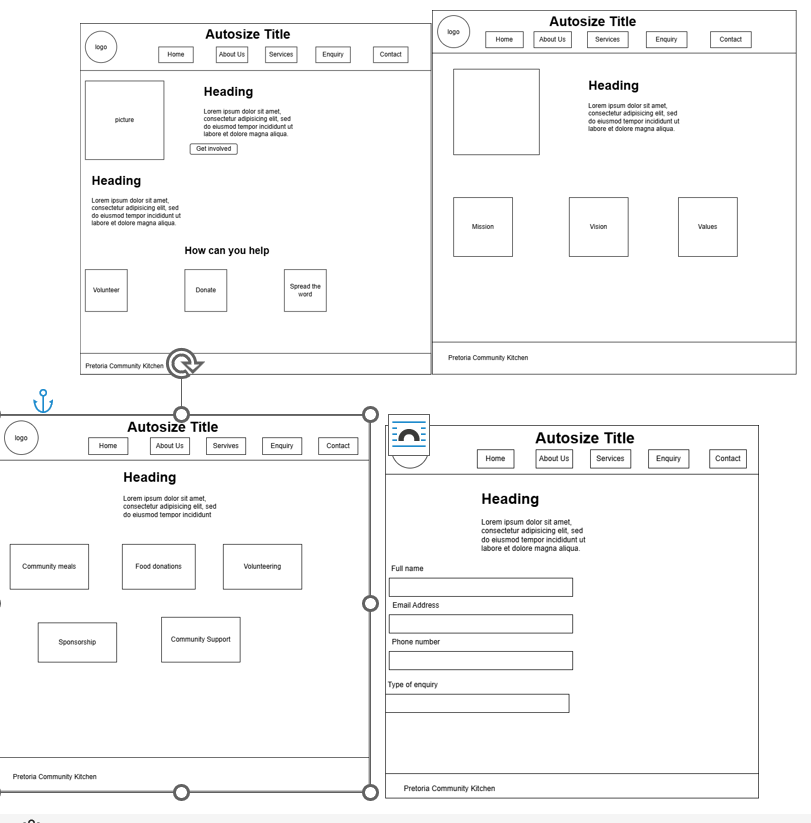 Autosize Title
logo
Home
About Us
Services
Enquiry
Contact
picture
Heading
Lorem ipsum dolor sit amet,
consectetur adipisicing elit, sed
do eiusmod tempor incididunt ut
labore et dolore magna aliqua.
Get involved
Heading
Lorem ipsum dolor sit amet,
consectetur adipisicing elit, sed
do eiusmod tempor incididunt ut
labore et dolore magna aliqua.
How can you help
Volunteer
Donate
Spread the
word
Pretoria Community Kitchen
Autosize Title
logo
Home
About Us
Services
Enquiry
Contact
Heading
Lorem ipsum dolor sit amet,
consectetur adipisicing elit, sed
do eiusmod tempor incididunt ut
labore et dolore magna aliqua.
Mission
Vision
Values
Pretoria Community Kitchen
Autosize Title
logo
Home
About Us
Servives
Enquiry
Contact
Heading
Lorem ipsum dolor sit amet,
consectetur adipisicing elit, sed
do eiusmod tempor incididunt
Community meals
Food donations
Volunteering
Sponsorship
Community Support
Pretoria Community Kitchen
Autosize Title
Home
About Us
Services
Enquiry
Contact
Heading
Lorem ipsum dolor sit amet,
consectetur adipisicing elit, sed
do eiusmod tempor incididunt ut
labore et dolore magna aliqua.
Full name
Email Address
Phone number
Type of enquiry
Pretoria Community Kitchen